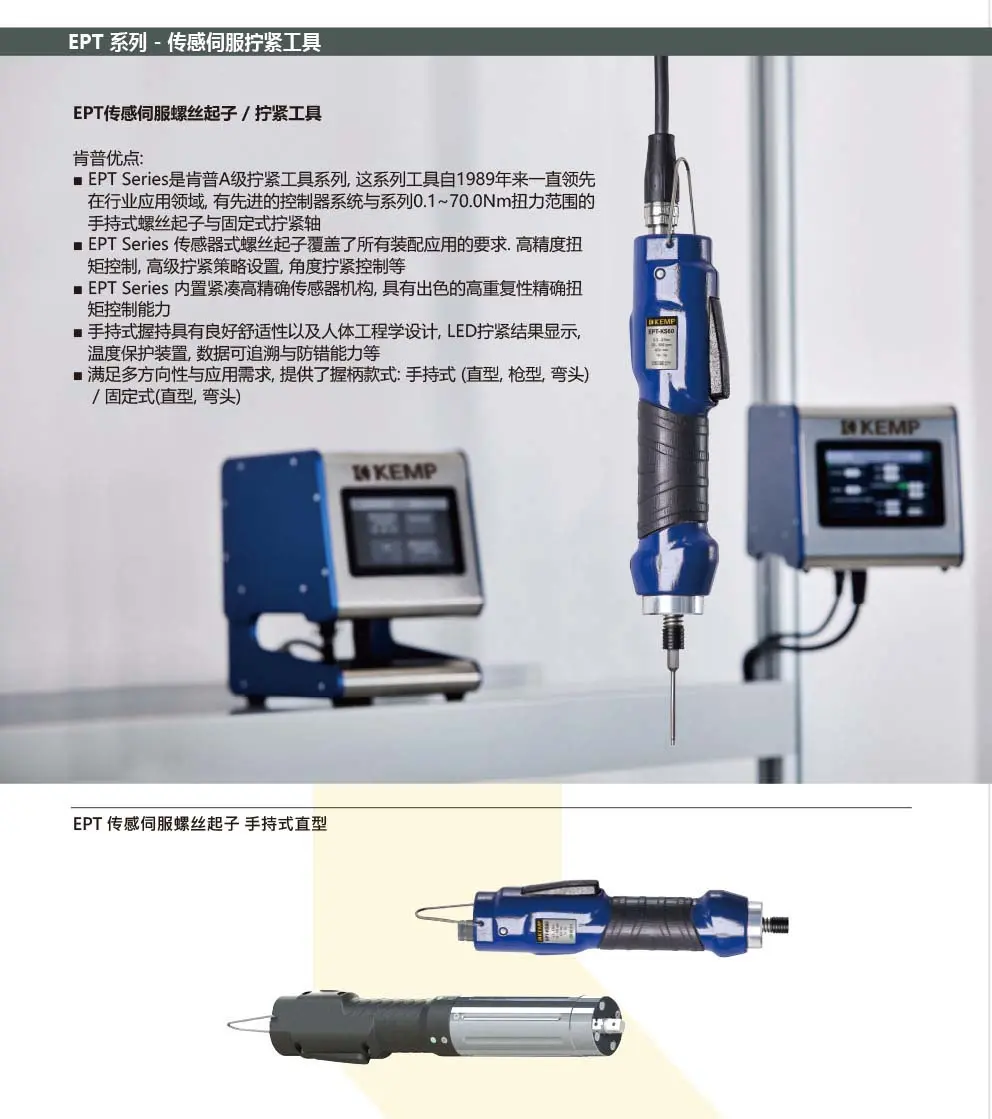 EPT 系列 - 传感伺服拧紧工具
EPT传感伺服螺丝起子 / 拧紧工具
肯普优点:
■ EPT Series是肯普A级拧紧工具系列, 这系列工具自1989年来一直领先
在行业应用领域, 有先进的控制器系统与系列0.1~70.0Nm扭力范围的
手持式螺丝起子与固定式拧紧轴
■ EPT Series 传感器式螺丝起子覆盖了所有装配应用的要求. 高精度扭
矩控制, 高级拧紧策略设置, 角度拧紧控制等
■ EPT Series 内置紧凑高精确传感器机构, 具有出色的高重复性精确扭
矩控制能力
■ 手持式握持具有良好舒适性以及人体工程学设计, LED拧紧结果显示,
温度保护装置, 数据可追溯与防错能力等
■ 满足多方向性与应用需求, 提供了握柄款式: 手持式 (直型, 枪型, 弯头)
/ 固定式(直型, 弯头)
KEMP
EPT-KS60
KEMP
KEMP
EPT 传感伺服螺丝起子 手持式直型
KEMP